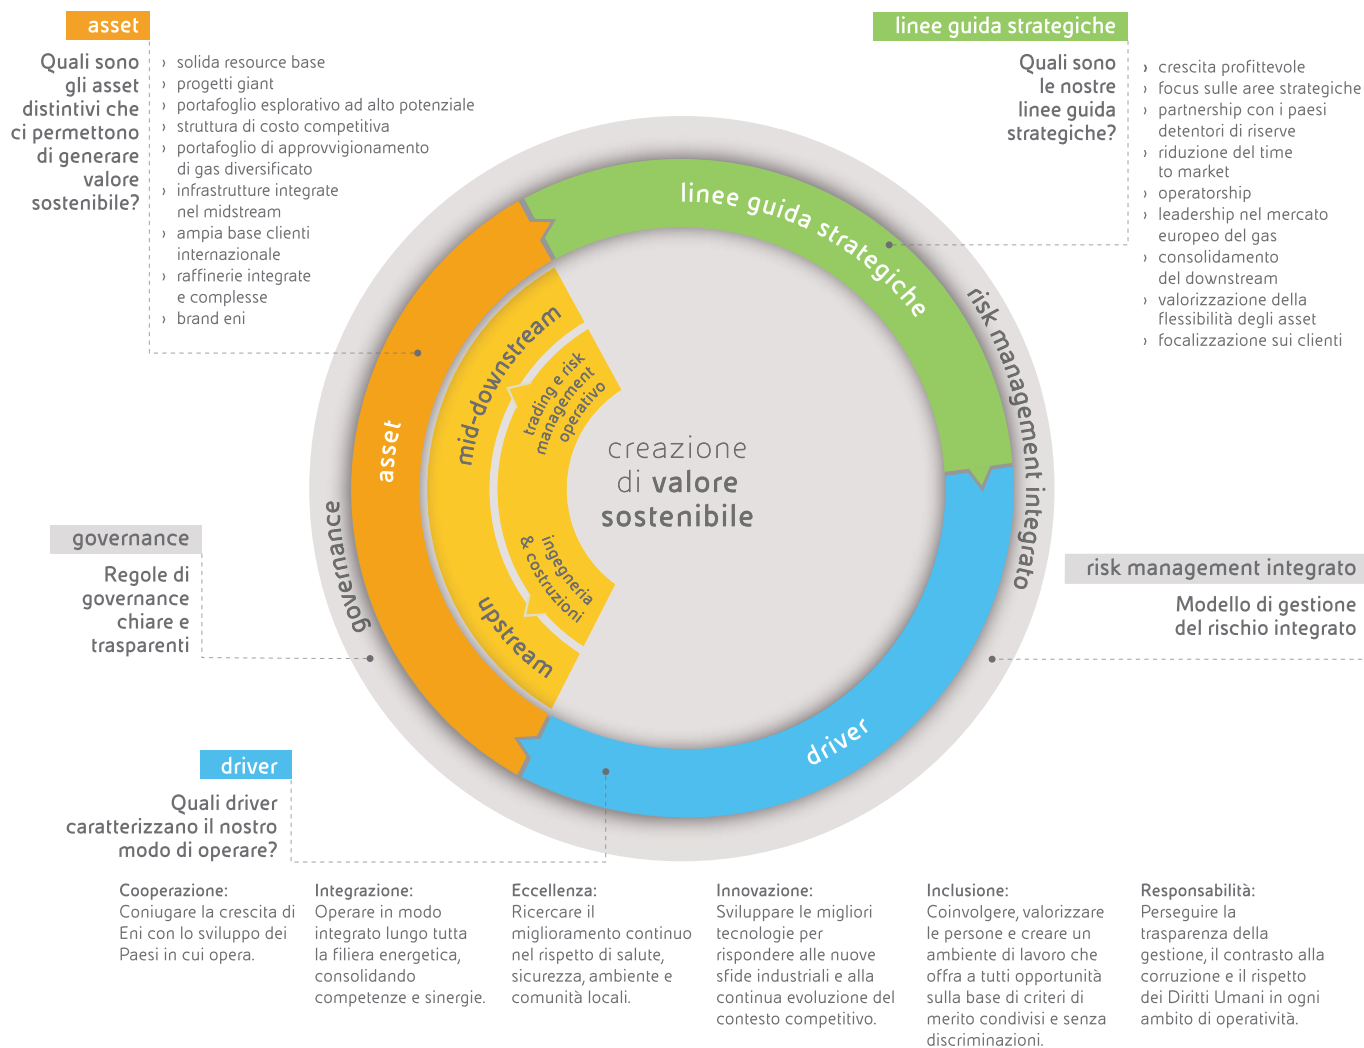 asset
Quali sono
gli asset
distintivi che
ci permettono
di generare
valore
sostenibile?
› solida resource base
› progetti giant
› portafoglio esplorativo ad alto potenziale
› struttura di costo competitiva
› portafoglio di approvvigionamento
di gas diversificato
› infrastrutture integrate
nel midstream
› ampia base clienti
internazionale
› raffinerie integrate
e complesse
› brand eni
linee guida strategiche
Quali sono
le nostre
linee guida
strategiche?
› crescita profittevole
› focus sulle aree strategiche
› partnership con i paesi
detentori di riserve
› riduzione del time
to market
› operatorship
› leadership nel mercato
europeo del gas
› consolidamento
del downstream
› valorizzazione della
flessibilità degli asset
› focalizzazione sui clienti
linee guida strategiche
risk management integrato
asset
mid-downstream
trading e risk
management
operativo
creazione
di valore
sostenibile
ingegneria
& costruzioni
upstream
governance
driver
governance
Regole di
governance
chiare e
trasparenti
risk management integrato
Modello di gestione
del rischio integrato
driver
Quali driver
caratterizzano il nostro
modo di operare?
Cooperazione:
Coniugare la crescita di
Eni con lo sviluppo dei
Paesi in cui opera.
Integrazione:
Operare in modo
integrato lungo tutta
la filiera energetica,
consolidando
competenze e sinergie.
Eccellenza:
Ricercare il
miglioramento continuo
nel rispetto di salute,
sicurezza, ambiente e
comunità locali.
Innovazione:
Sviluppare le migliori
tecnologie per
rispondere alle nuove
sfide industriali e alla
continua evoluzione del
contesto competitivo.
Inclusione:
Coinvolgere, valorizzare
le persone e creare un
ambiente di lavoro che
offra a tutti opportunità
sulla base di criteri di
merito condivisi e senza
discriminazioni.
Responsabilità:
Perseguire la
trasparenza della
gestione, il contrasto alla
corruzione e il rispetto
dei Diritti Umani in ogni
ambito di operatività.